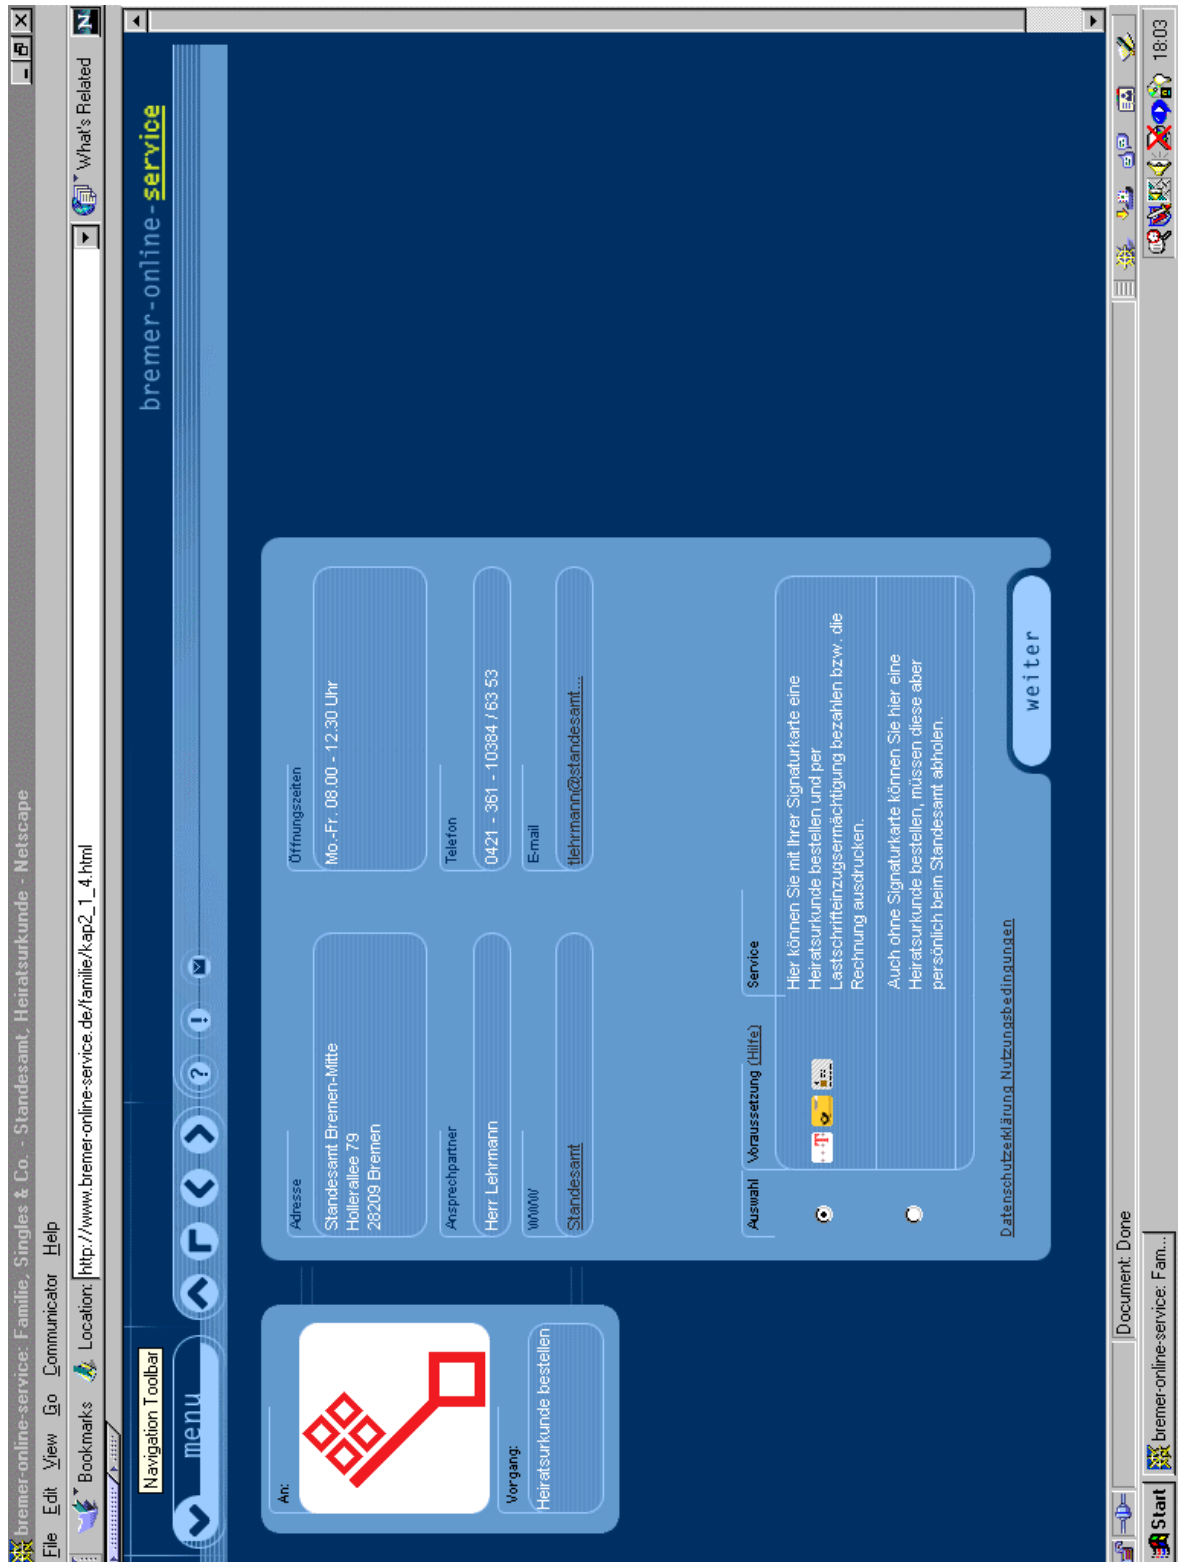 bremer-online-service: Familie, Singles & Co. - Standesamt, Heiratsurkunde - Netscape
File Edit View Go Communicator Help
Bookmarks Location: http://www.bremer-online-service.de/familie/kap2_1_4.html What's Related
Navigation Toolbar
bremer-online-service
menu
An:
Vorgang:
Heiratsurkunde bestellen
Adresse
Standesamt Bremen-Mitte
Hollerallee 79
28209 Bremen
Öffnungszeiten
Mo.-Fr. 08.00 - 12.30 Uhr
Ansprechpartner
Herr Lehrmann
Telefon
0421 - 361 - 10384 / 63 53
WWW
Standesamt
E-mail
tlehrmann@standesamt...
Auswahl Voraussetzung (Hilfe) Service
Hier können Sie mit Ihrer Signaturkarte eine
Heiratsurkunde bestellen und per
Lastschrifteinzugsermächtigung bezahlen bzw. die
Rechnung ausdrucken.
Auch ohne Signaturkarte können Sie hier eine
Heiratsurkunde bestellen, müssen diese aber
persönlich beim Standesamt abholen.
Datenschutzerklärung Nutzungsbedingungen
weiter
Document: Done
Start bremer-online-service: Fam... 18:03